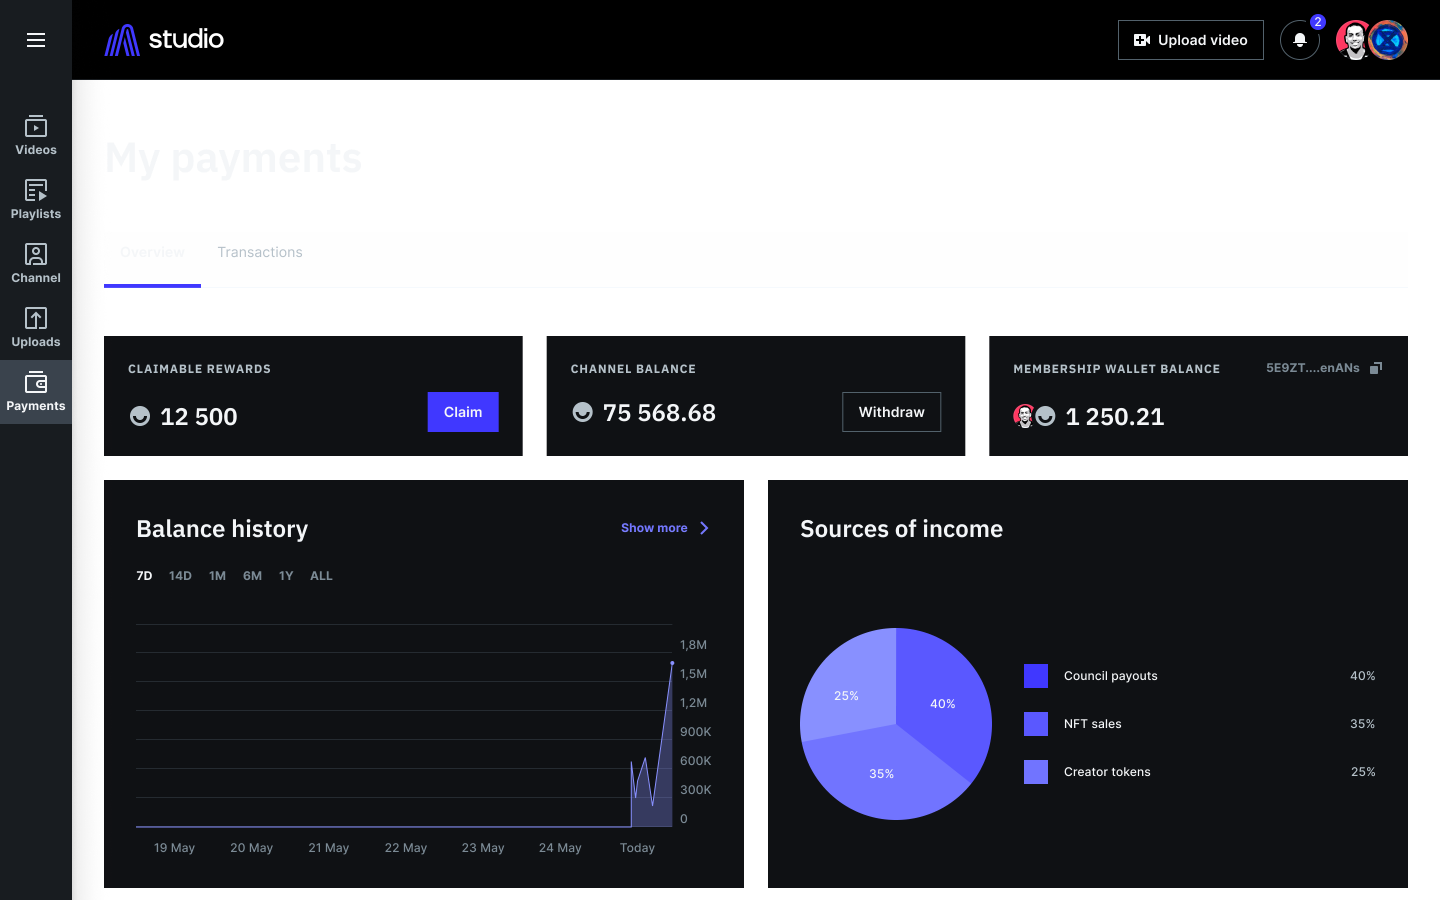 studio
Upload video
2
Videos
Playlists
Channel
Uploads
Payments
My payments
Overview
Transactions
CLAIMABLE REWARDS
12 500
Claim
CHANNEL BALANCE
75 568.68
Withdraw
MEMBERSHIP WALLET BALANCE
5E9ZT....enANs
1 250.21
Balance history
Show more
7D 14D 1M 6M 1Y ALL
1,8M
1,5M
1,2M
900K
600K
300K
0
19 May 20 May 21 May 22 May 23 May 24 May Today
Sources of income
25%
40%
35%
Council payouts 40%
NFT sales 35%
Creator tokens 25%